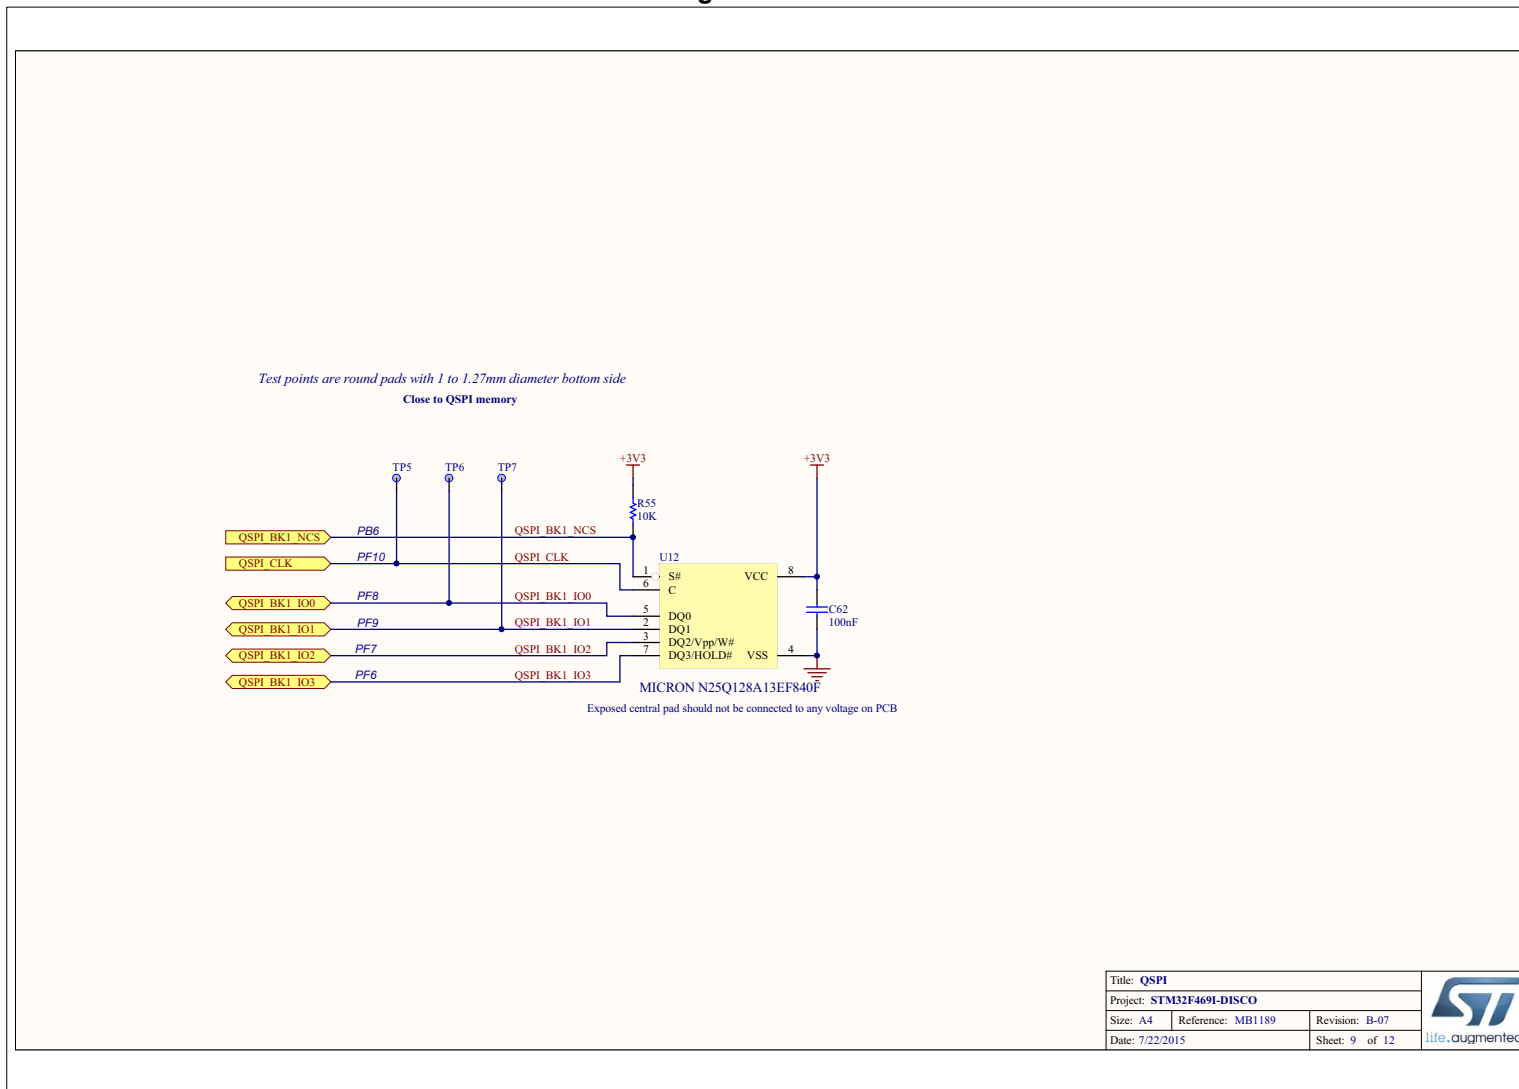 Test points are round pads with 1 to 1.27mm diameter bottom side
Close to QSPI memory
+3V3
+3V3
TP5
TP6
TP7
R55
10K
QSPI_BK1_NCS
PB6
QSPI_BK1_NCS
QSPI_CLK
PF10
QSPI_CLK
U12
1
S#
VCC
8
6
C
QSPI_BK1_IO0
PF8
QSPI_BK1_IO0
5
DQ0
C62
100nF
QSPI_BK1_IO1
PF9
QSPI_BK1_IO1
2
DQ1
3
DQ2/Vpp/W#
QSPI_BK1_IO2
PF7
QSPI_BK1_IO2
7
DQ3/HOLD#
VSS
4
QSPI_BK1_IO3
PF6
QSPI_BK1_IO3
MICRON N25Q128A13EF840F
Exposed central pad should not be connected to any voltage on PCB
Title: QSPI
Project: STM32F469I-DISCO
Size: A4
Reference: MB1189
Revision: B-07
Date: 7/22/2015
Sheet: 9 of 12
life.augmented